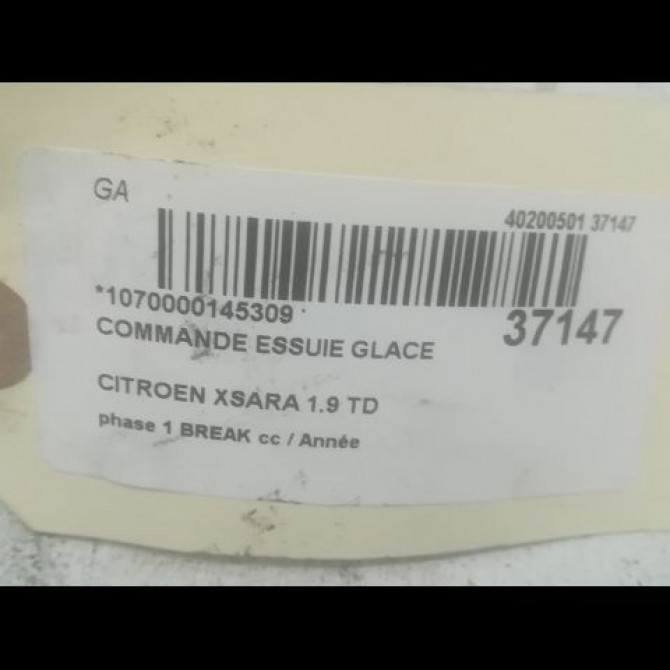 GA
40200501 37147
*1070000145309
37147
COMMANDE ESSUIE GLACE
CITROEN XSARA 1.9 TD
phase 1 BREAK cc / Année